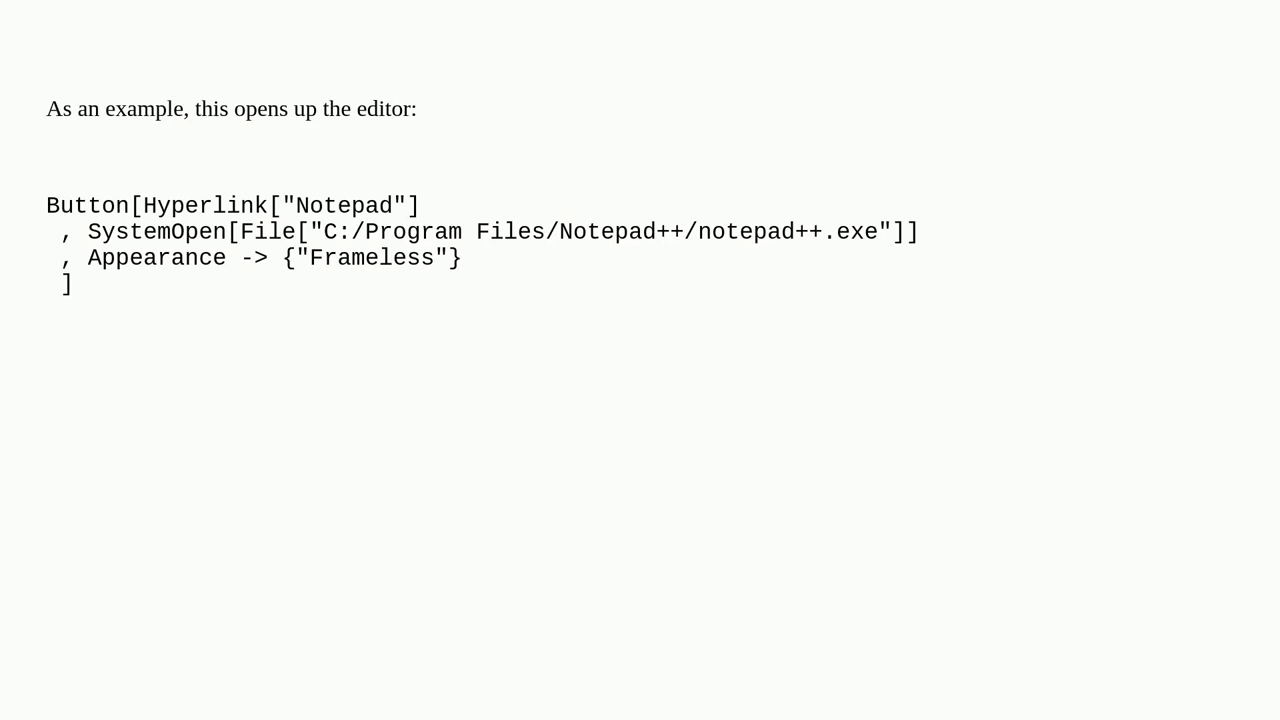 As an example, this opens up the editor:
Button[Hyperlink["Notepad"]
 , SystemOpen[File["C:/Program Files/Notepad++/notepad++.exe"]]
 , Appearance -> {"Frameless"}
 ]